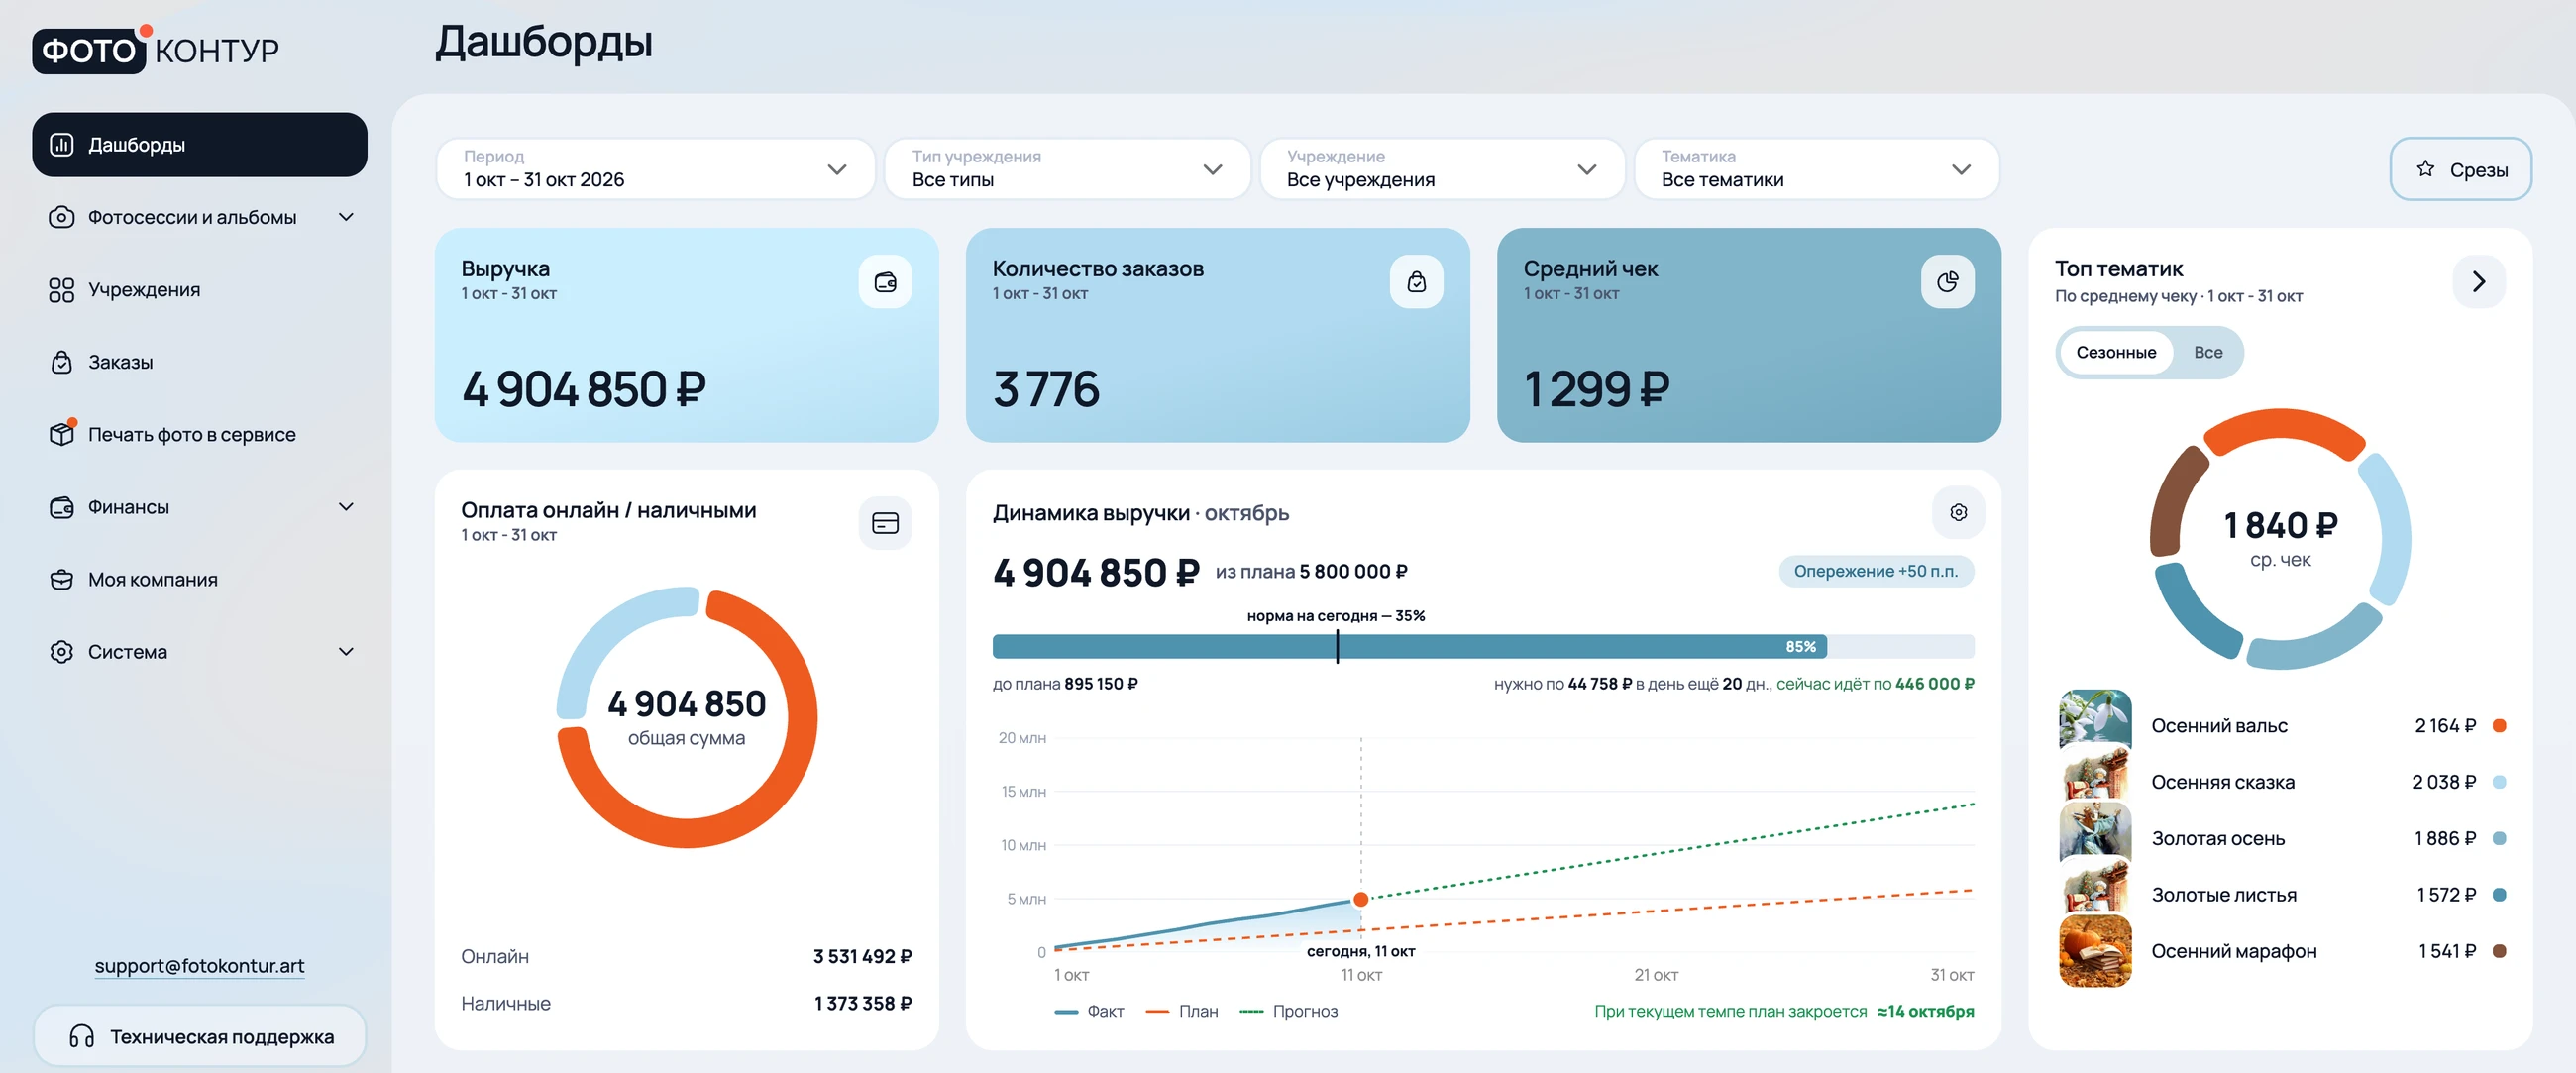 ФОТО КОНТУР
Дашборды
Фотосессии и альбомы
Учреждения
Заказы
Печать фото в сервисе
Финансы
Моя компания
Система
support@fotokontur.art
Техническая поддержка
Дашборды
Период
1 окт – 31 окт 2026
Тип учреждения
Все типы
Учреждение
Все учреждения
Тематика
Все тематики
Срезы
Выручка
1 окт - 31 окт
4 904 850 ₽
Количество заказов
1 окт - 31 окт
3 776
Средний чек
1 окт - 31 окт
1 299 ₽
Оплата онлайн / наличными
1 окт - 31 окт
4 904 850
общая сумма
Онлайн 3 531 492 ₽
Наличные 1 373 358 ₽
Динамика выручки · октябрь
4 904 850 ₽ из плана 5 800 000 ₽
Опережение +50 п.п.
норма на сегодня — 35%
85%
до плана 895 150 ₽
нужно по 44 758 ₽ в день ещё 20 дн., сейчас идёт по 446 000 ₽
20 млн
15 млн
10 млн
5 млн
0
сегодня, 11 окт
1 окт 11 окт 21 окт 31 окт
Факт План Прогноз
При текущем темпе план закроется ≈14 октября
Топ тематик
По среднему чеку · 1 окт - 31 окт
Сезонные Все
1 840 ₽
ср. чек
Осенний вальс 2 164 ₽
Осенняя сказка 2 038 ₽
Золотая осень 1 886 ₽
Золотые листья 1 572 ₽
Осенний марафон 1 541 ₽